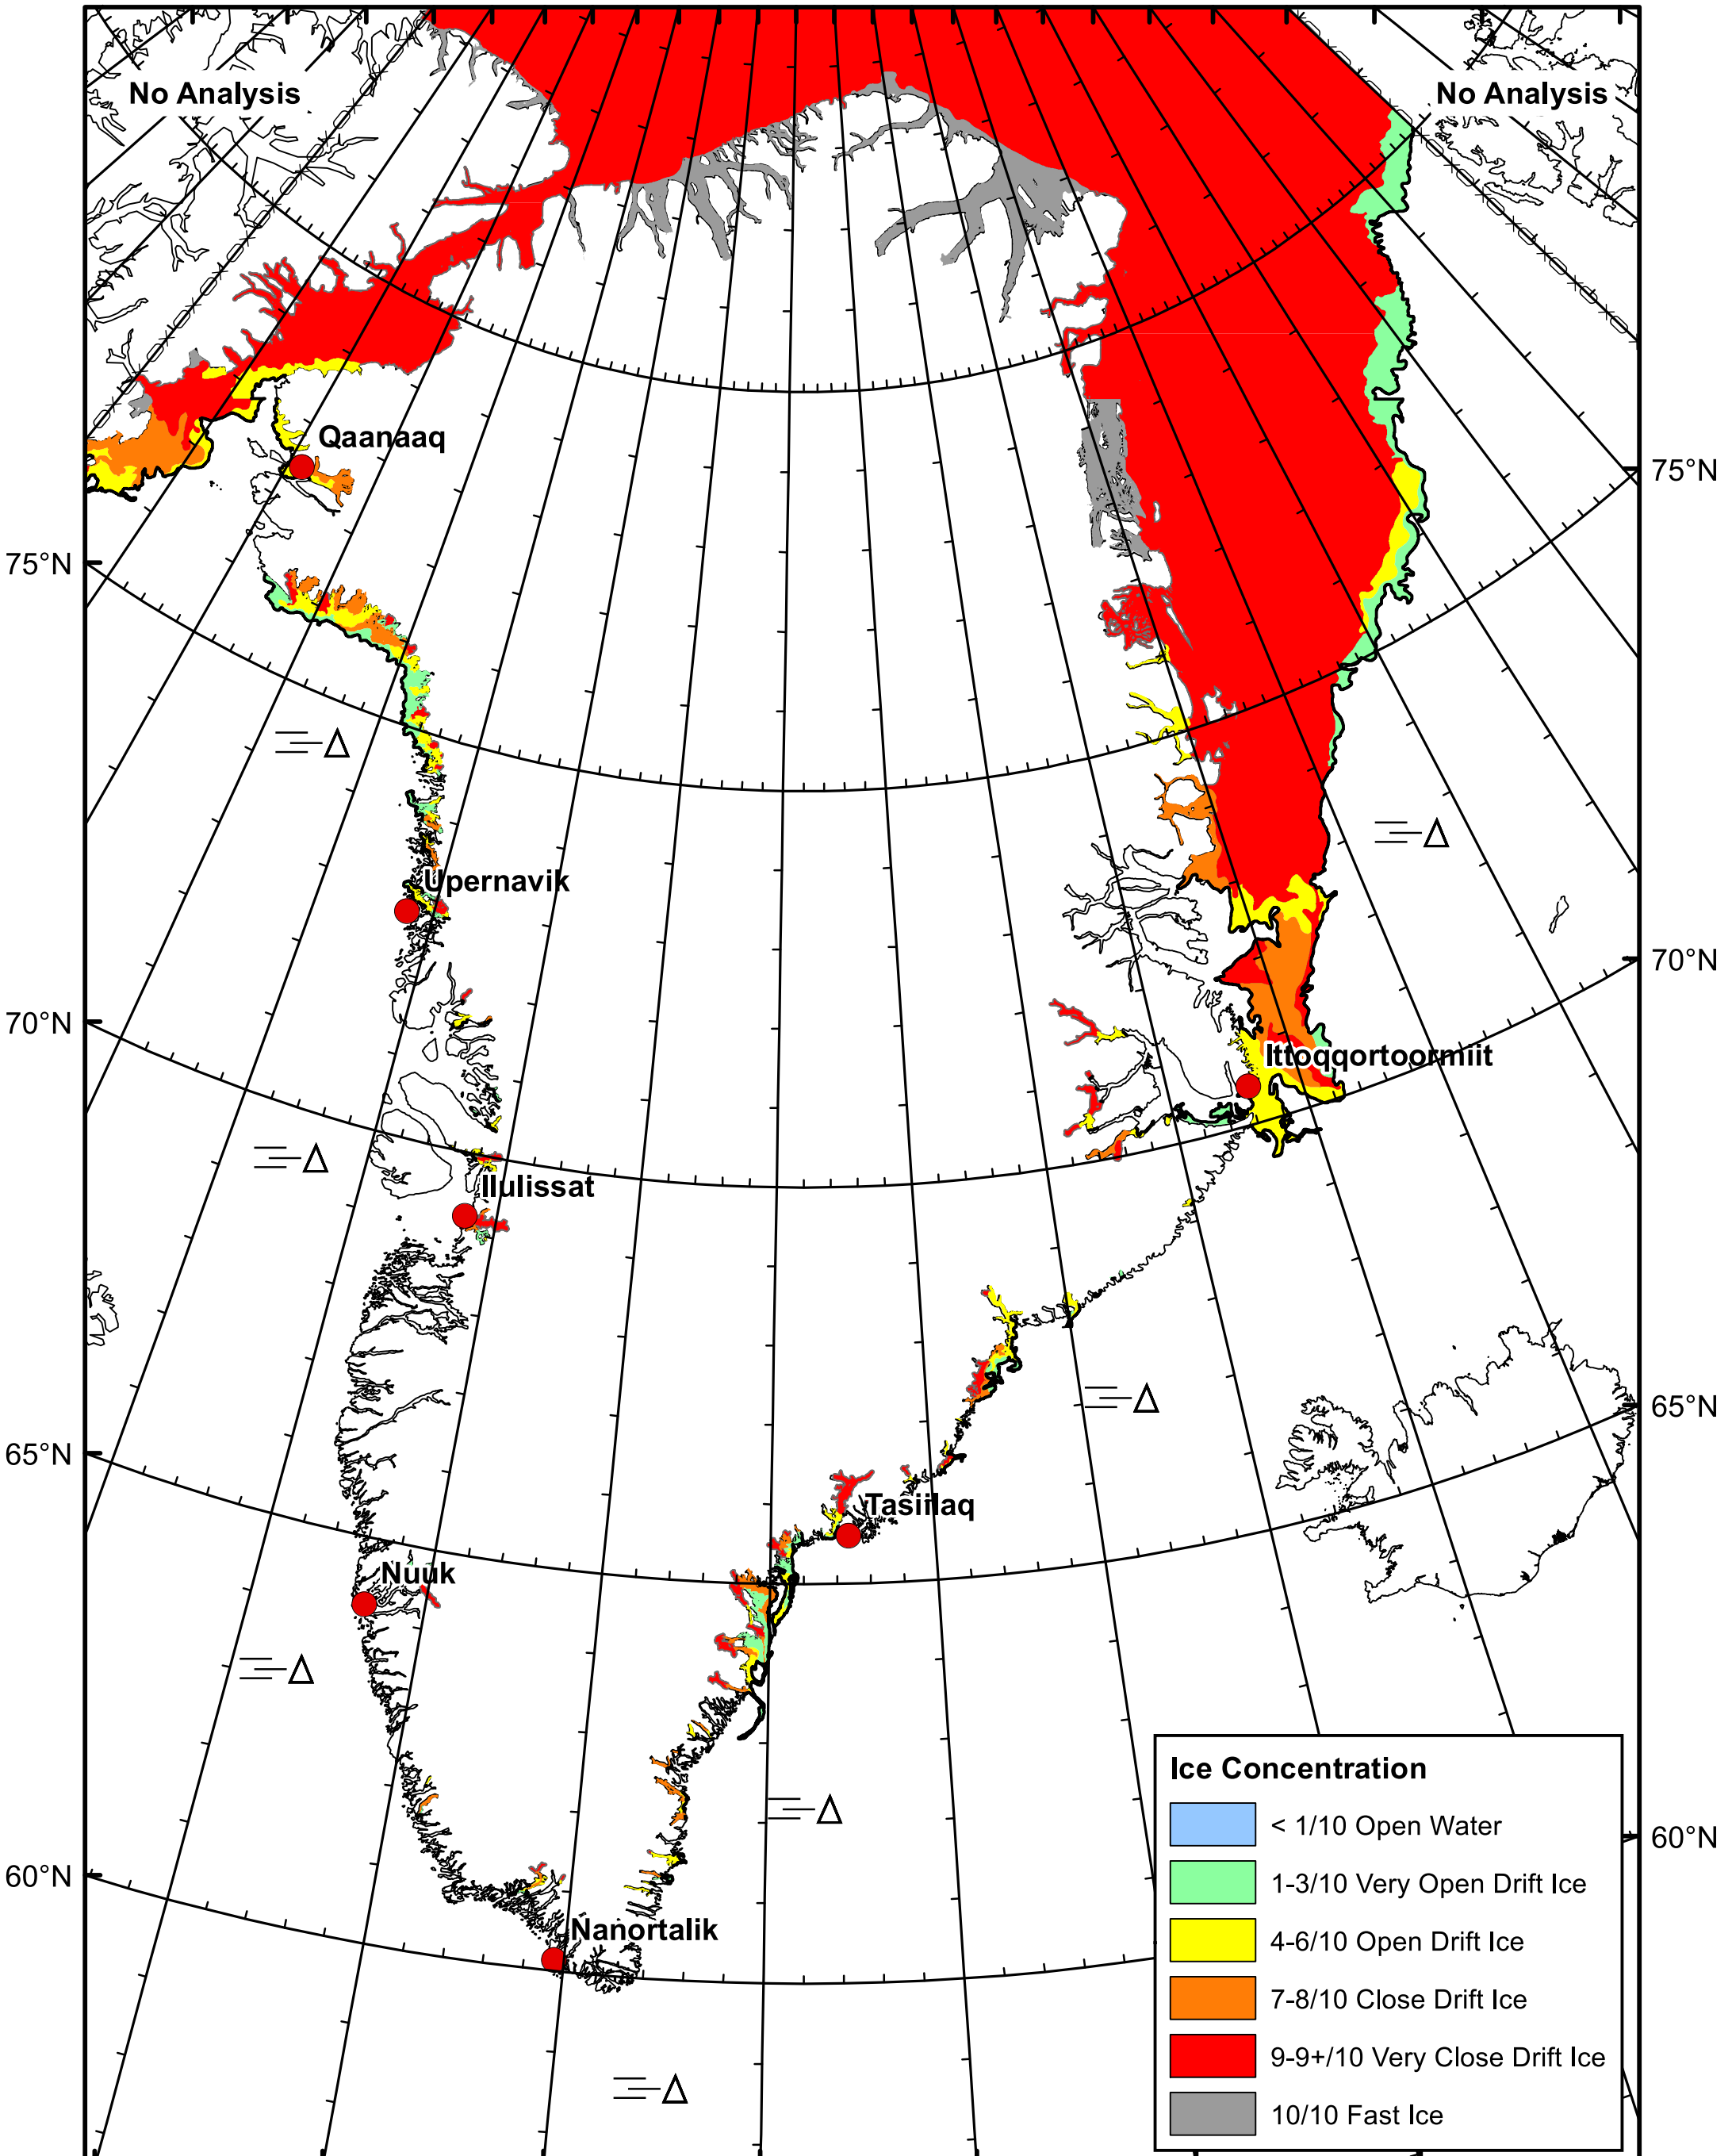 No Analysis
No Analysis
Qaanaaq
75°N
75°N
Upernavik
70°N
70°N
Ittoqqortoormiit
Ilulissat
65°N
65°N
Tasiilaq
Nuuk
60°N
60°N
Nanortalik
Ice Concentration
< 1/10 Open Water
1-3/10 Very Open Drift Ice
4-6/10 Open Drift Ice
7-8/10 Close Drift Ice
9-9+/10 Very Close Drift Ice
10/10 Fast Ice